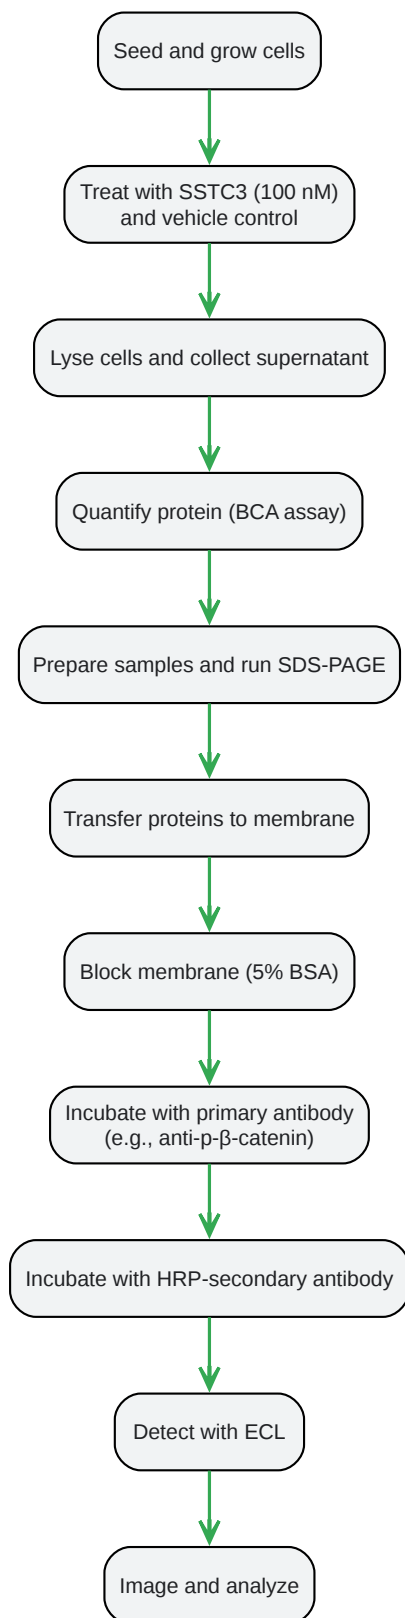 Seed and grow cells
Treat with SSTC3 (100 nM)
and vehicle control
Lyse cells and collect supernatant
Quantify protein (BCA assay)
Prepare samples and run SDS-PAGE
Transfer proteins to membrane
Block membrane (5% BSA)
Incubate with primary antibody
(e.g., anti-p-β-catenin)
Incubate with HRP-secondary antibody
Detect with ECL
Image and analyze